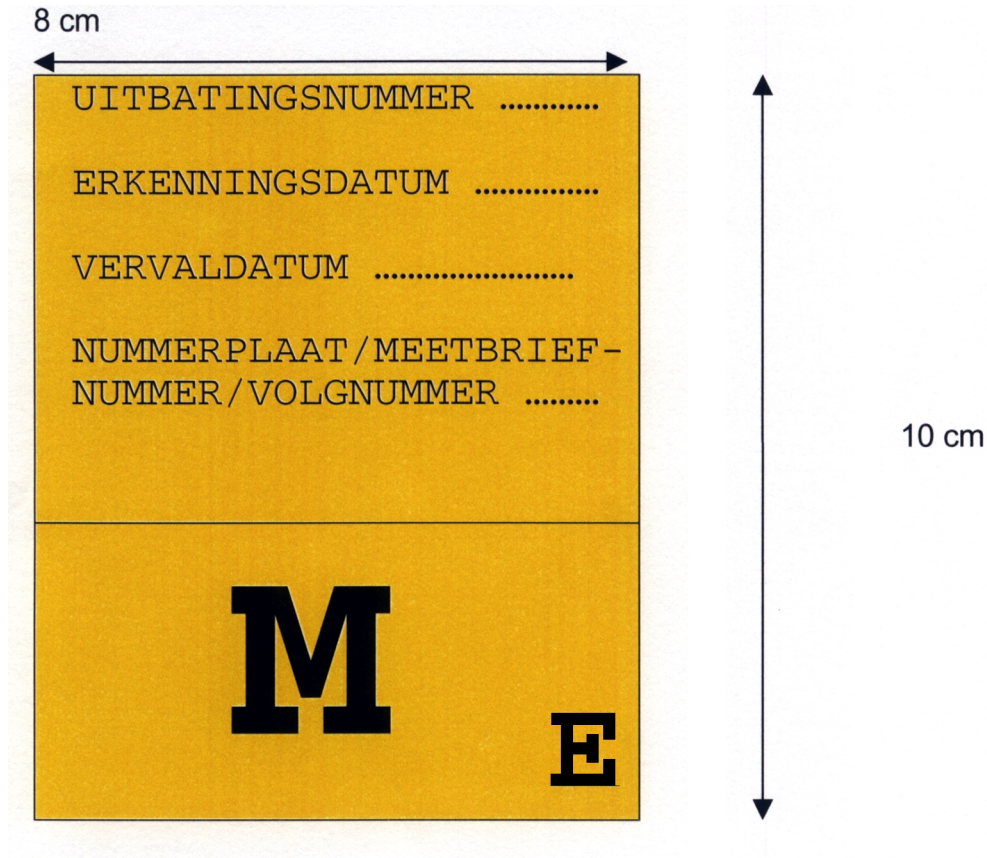 8 cm
UITBATINGSNUMMER ............
ERKENNINGSDATUM ...............
VERVALDATUM ........................
NUMMERPLAAT/MEETBRIEF-
NUMMER/VOLGNUMMER .........
10 cm
M
E